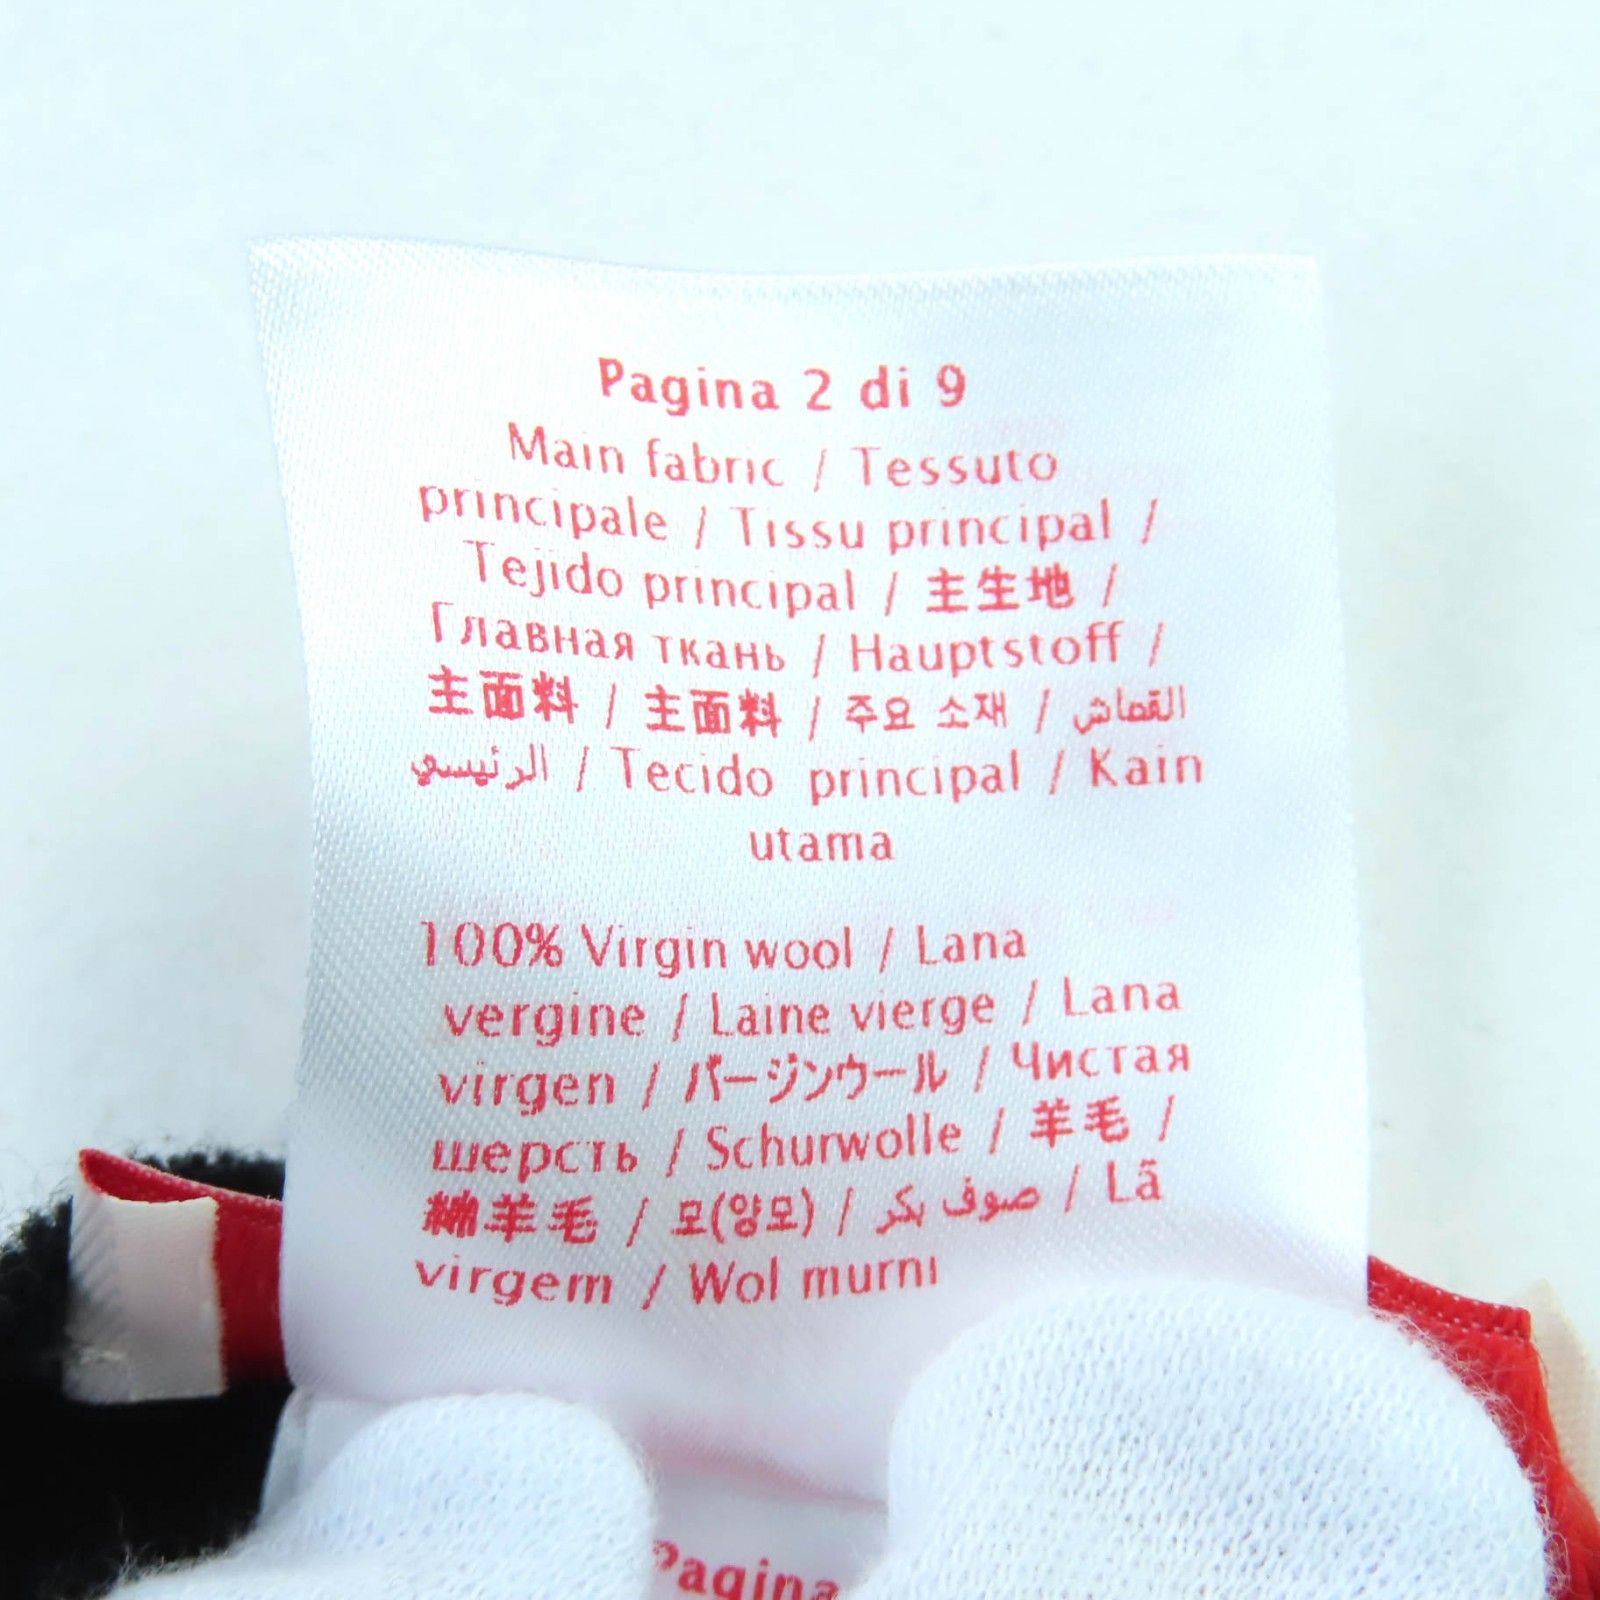 Pagina 2 di 9
Main fabric / Tessuto
principale / Tissu principal /
Tejido principal / 主生地 /
Главная ткань / Hauptstoff /
主面料 / 主面料 / 주요 소재 / القماش
الرئيسي / Tecido principal / Kain
utama
100% Virgin wool / Lana
vergine / Laine vierge / Lana
virgen / バージンウール / Чистая
шерсть / Schurwolle / 羊毛 /
綿羊毛 / 모(양모) / صوف بكر / Lã
virgem / Wol murni
Pagina